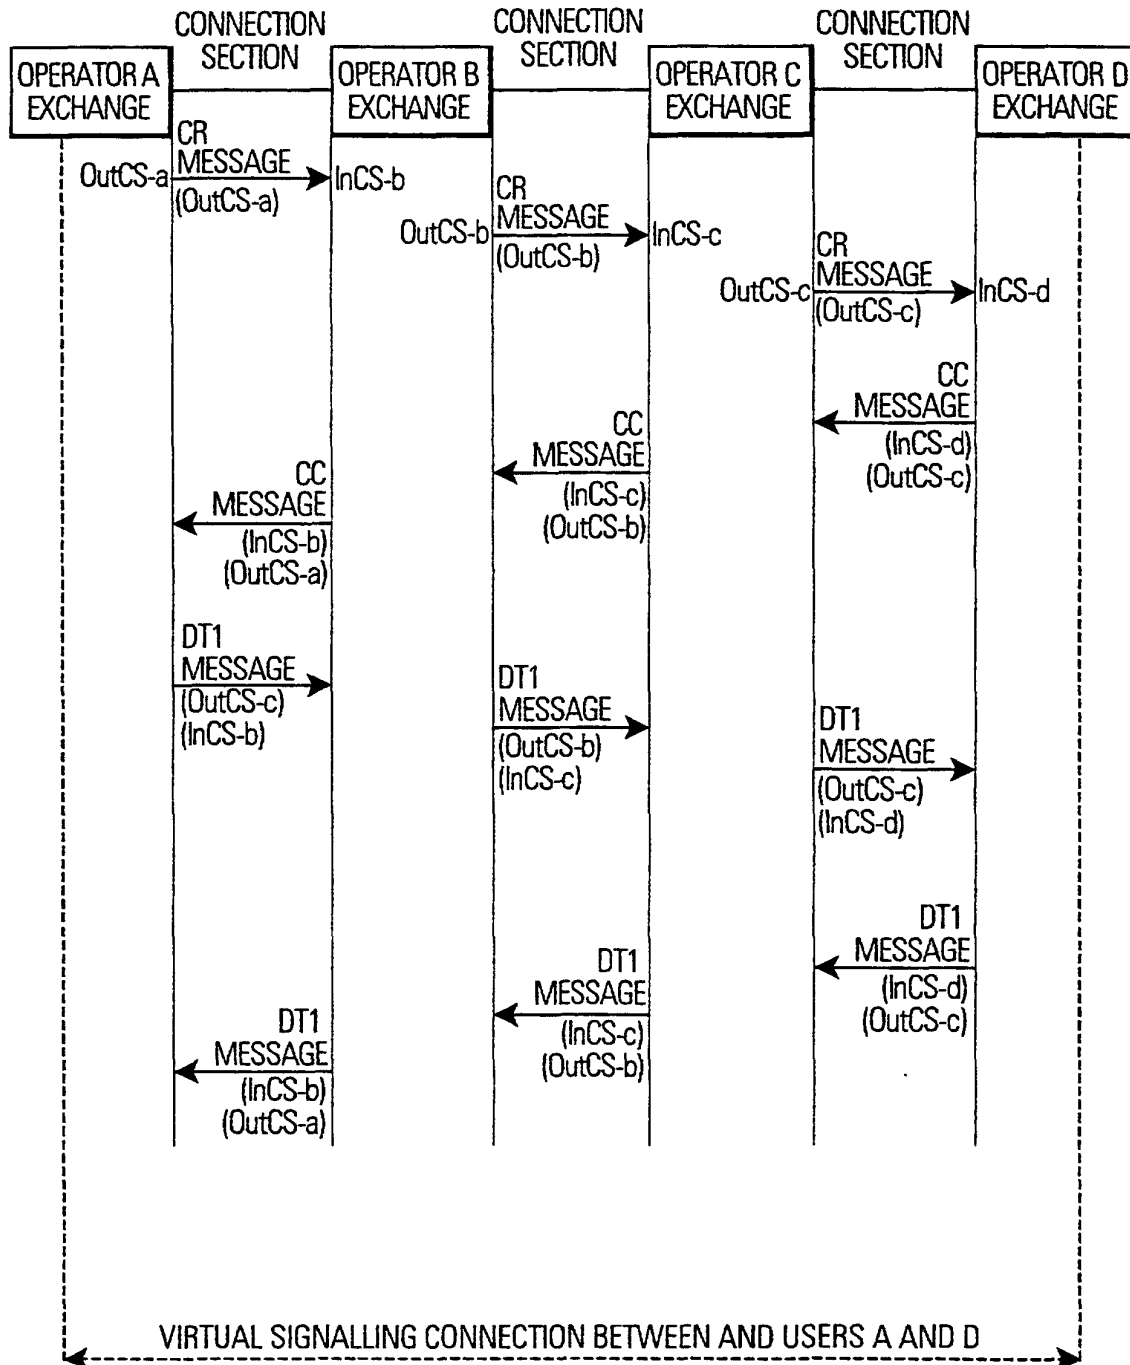 CONNECTION
SECTION
CONNECTION
SECTION
CONNECTION
SECTION
OPERATOR A
EXCHANGE
OPERATOR B
EXCHANGE
OPERATOR C
EXCHANGE
OPERATOR D
EXCHANGE
CR
MESSAGE
OutCS-a
(OutCS-a)
InCS-b
CR
MESSAGE
OutCS-b
(OutCS-b)
InCS-c
CR
MESSAGE
OutCS-c
(OutCS-c)
InCS-d
CC
MESSAGE
(InCS-d)
(OutCS-c)
CC
MESSAGE
(InCS-c)
(OutCS-b)
CC
MESSAGE
(InCS-b)
(OutCS-a)
DT1
MESSAGE
(OutCS-c)
(InCS-b)
DT1
MESSAGE
(OutCS-b)
(InCS-c)
DT1
MESSAGE
(OutCS-c)
(InCS-d)
DT1
MESSAGE
(InCS-d)
(OutCS-c)
DT1
MESSAGE
(InCS-c)
(OutCS-b)
DT1
MESSAGE
(InCS-b)
(OutCS-a)
VIRTUAL SIGNALLING CONNECTION BETWEEN AND USERS A AND D